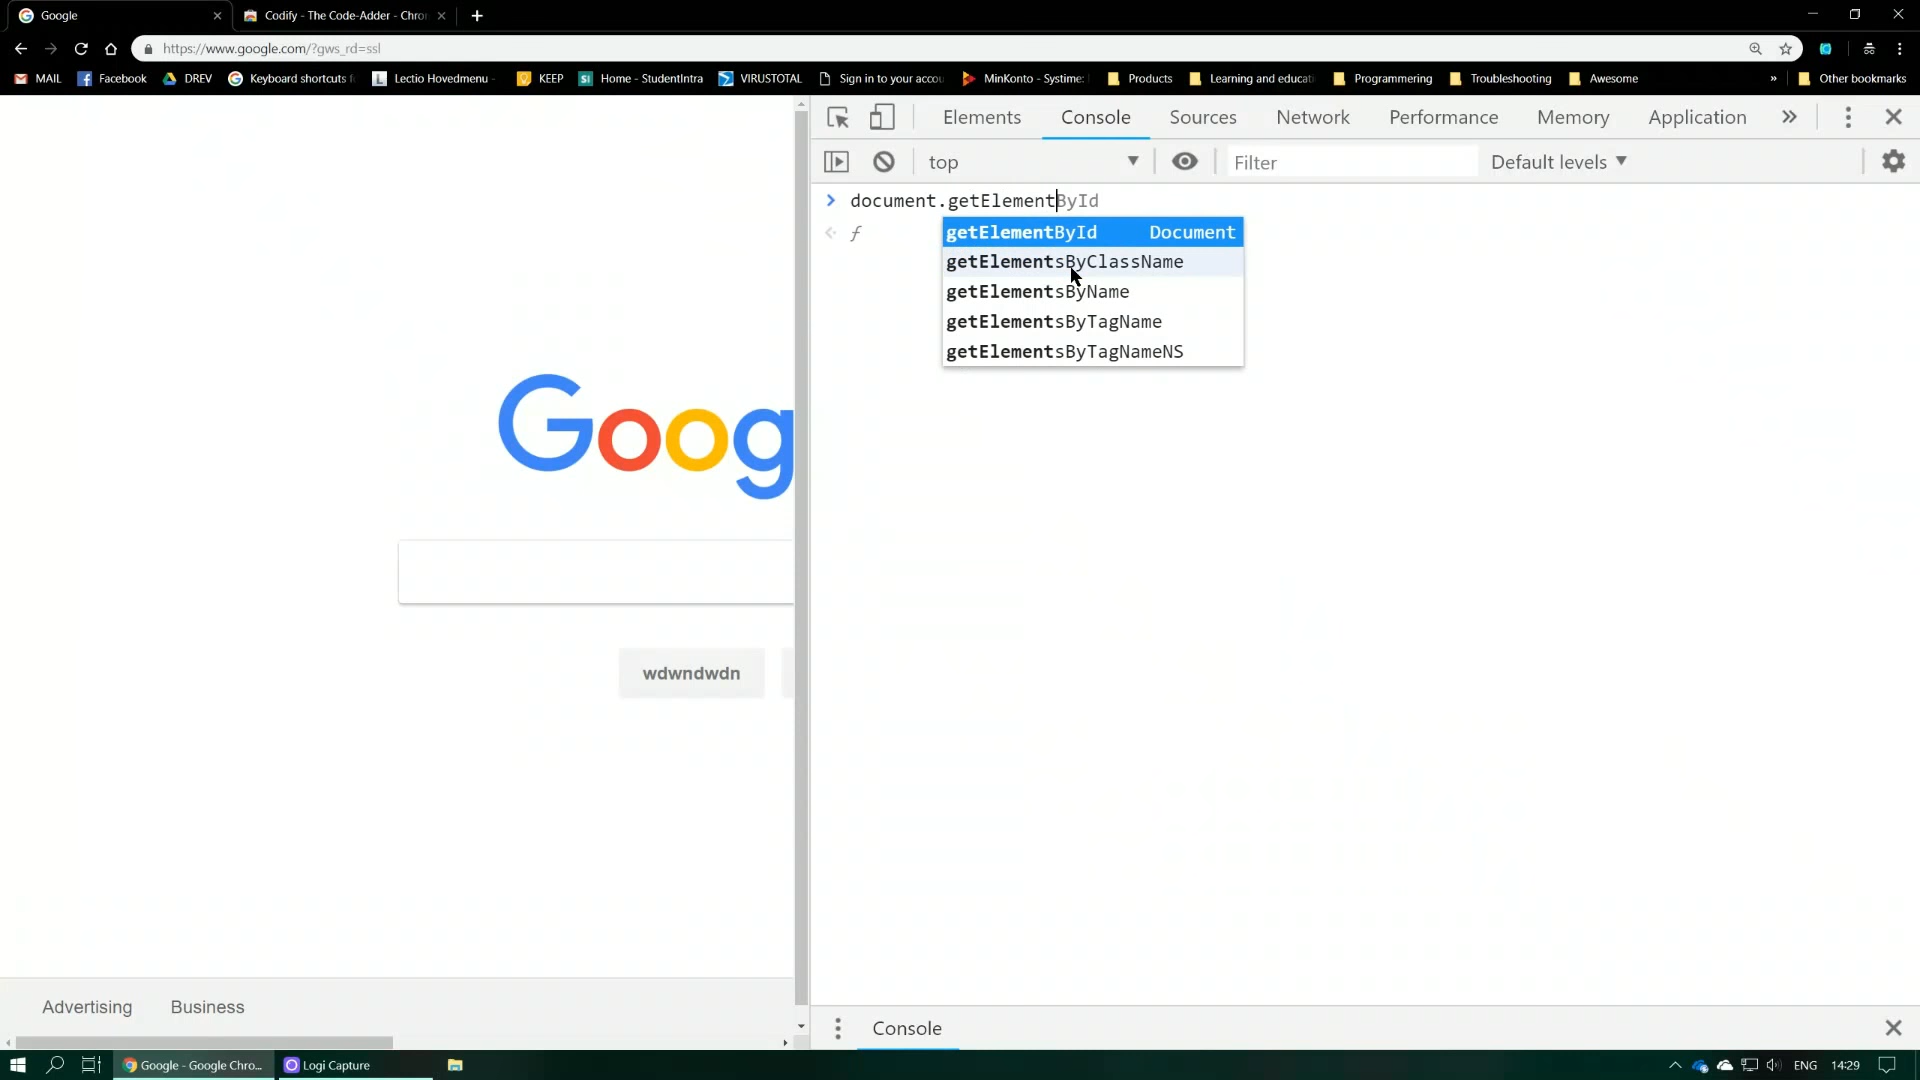 Google
Codify - The Code-Adder - Chro
https://www.google.com/?gws_rd=ssl
MAIL
Facebook
DREV
Keyboard shortcuts f
Lectio Hovedmenu -
KEEP
Home - StudentIntra
VIRUSTOTAL
Sign in to your accou
MinKonto - Systime:
Products
Learning and educati
Programmering
Troubleshooting
Awesome
»
Other bookmarks
Elements
Console
Sources
Network
Performance
Memory
Application
»
top
Filter
Default levels
document.getElementById
f
getElementById Document
getElementsByClassName
getElementsByName
getElementsByTagName
getElementsByTagNameNS
Goog
wdwndwdn
Advertising
Business
Console
Google - Google Chro...
Logi Capture
ENG
14:29